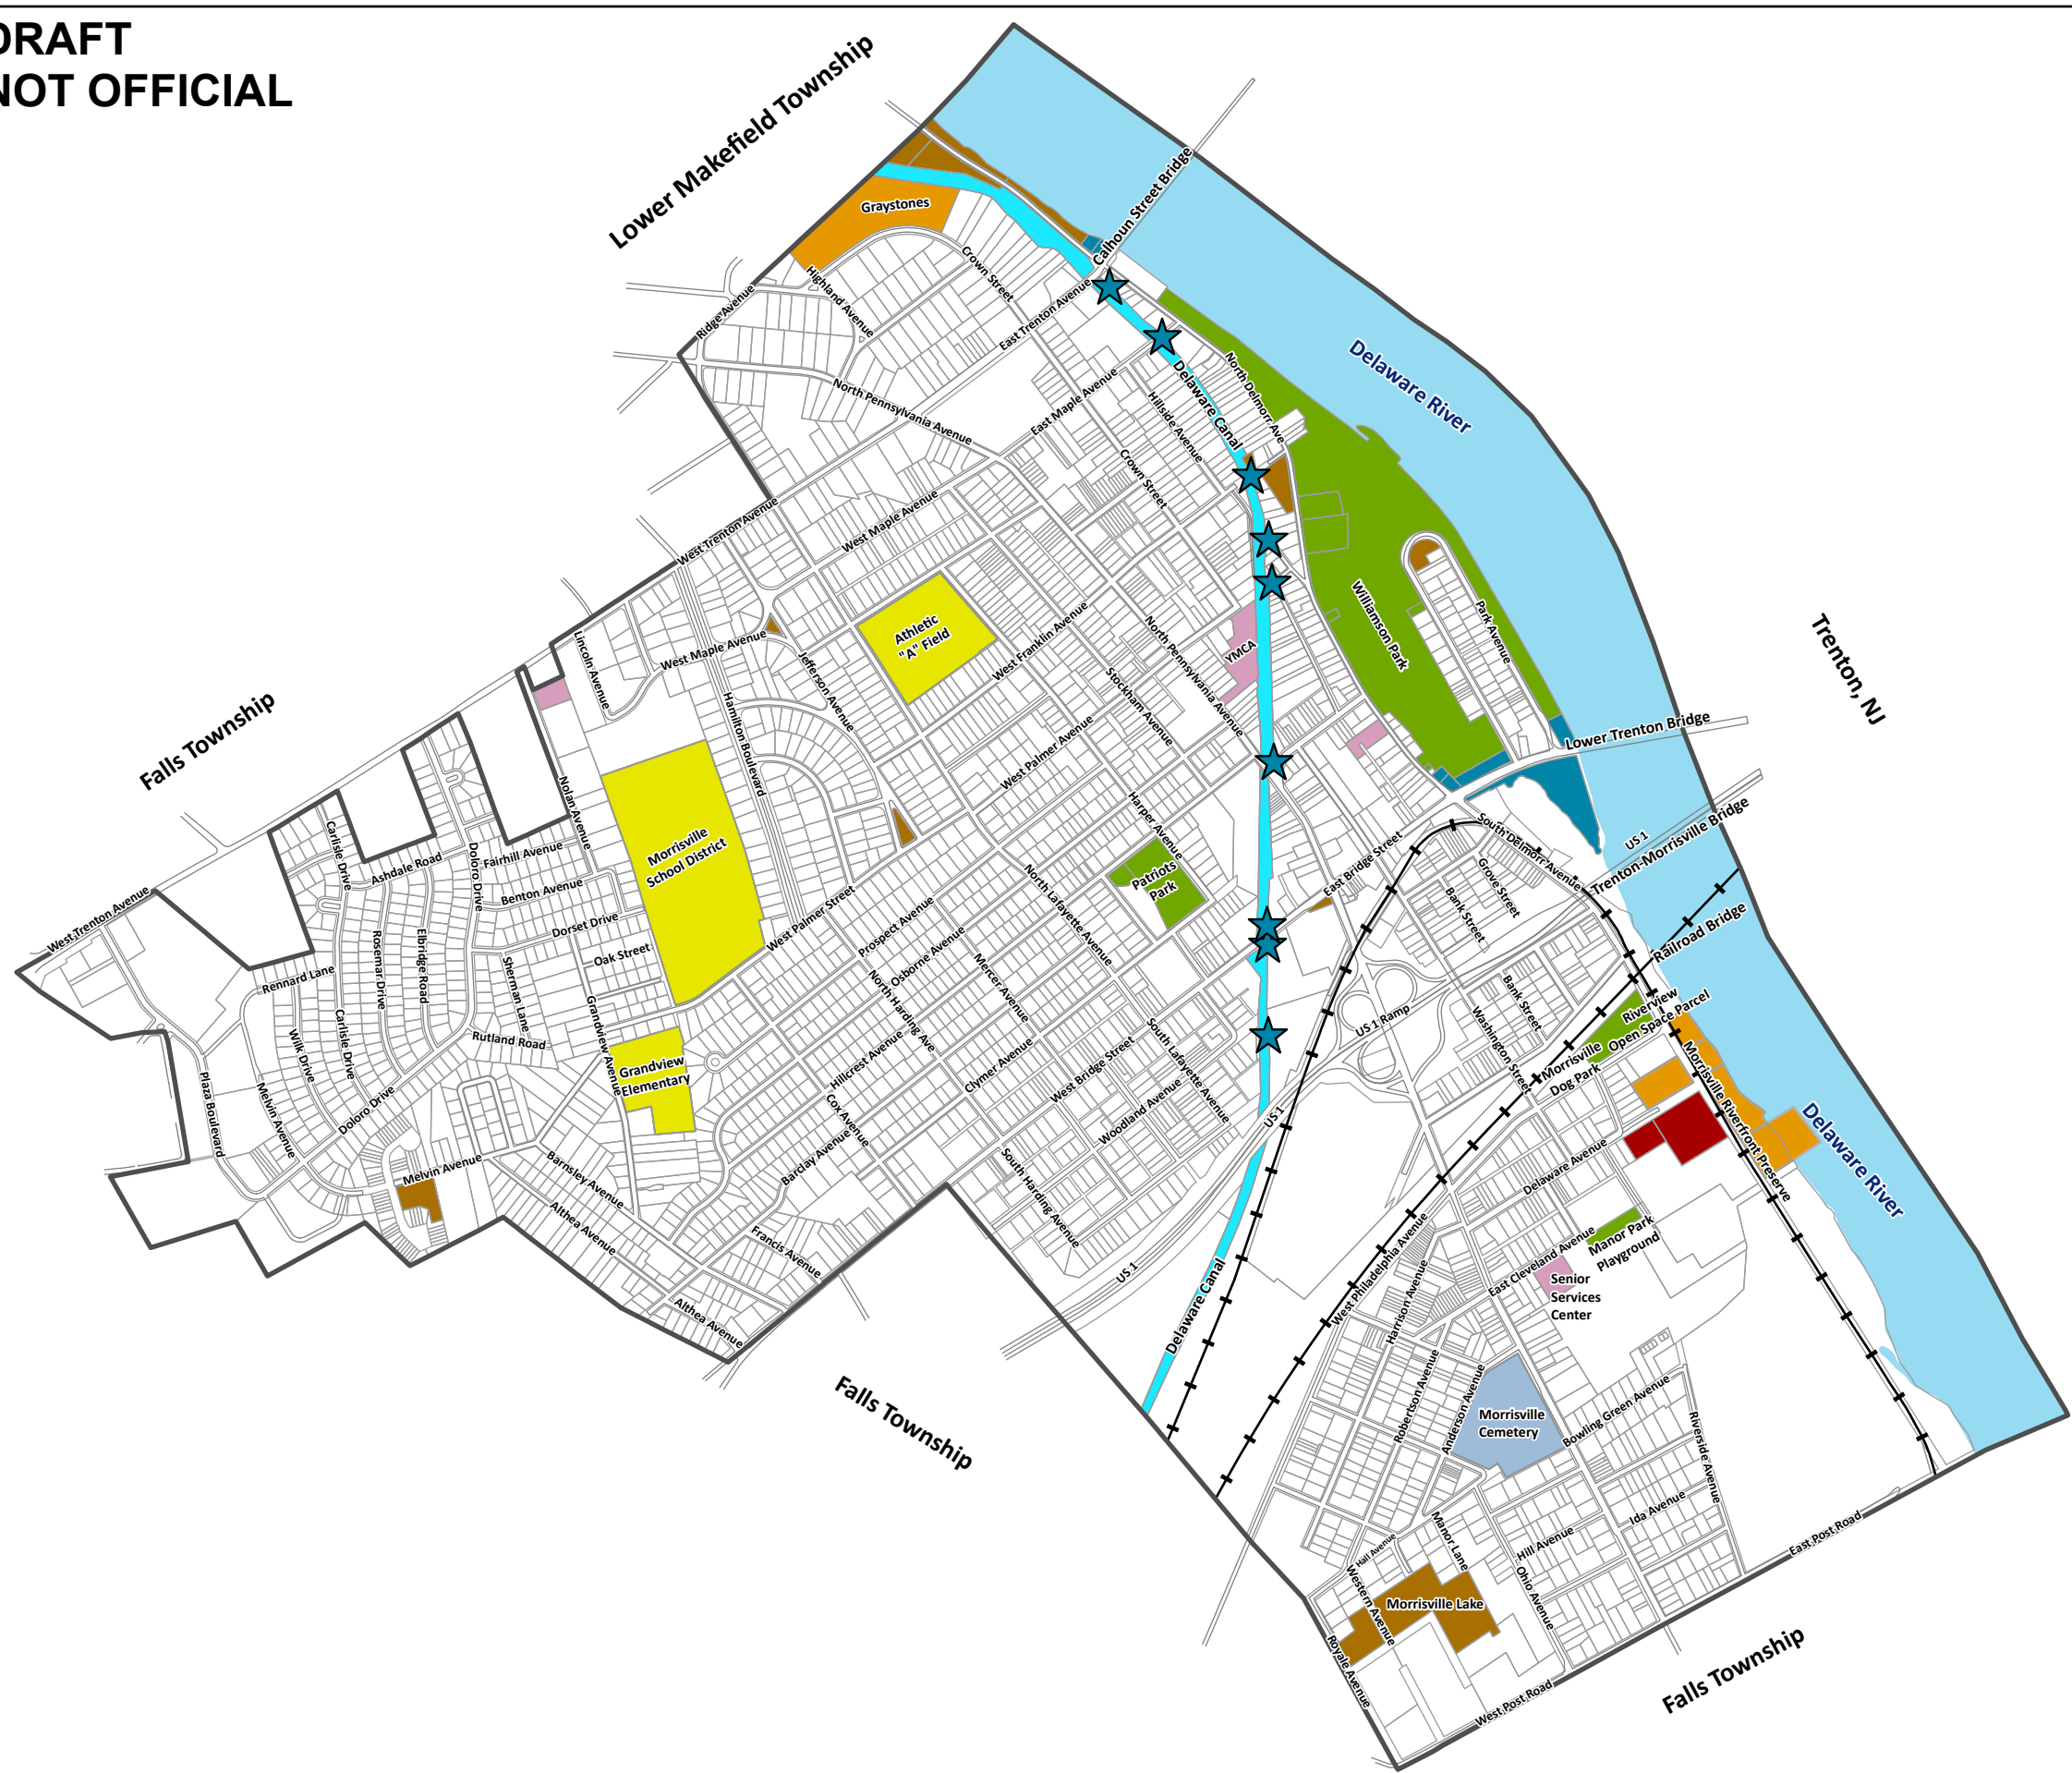 DRAFT
NOT OFFICIAL
Lower Makefield Township
Calhoun Street Bridge
Graystones
Crown Street
Highland Avenue
Ridge Avenue
East Trenton Avenue
Delaware River
North Delmorr Ave
Delaware Canal
North Pennsylvania Avenue
East Maple Avenue
Hillside Avenue
Crown Street
West Trenton Avenue
West Maple Avenue
Williamson Park
Park Avenue
Trenton, NJ
Athletic
"A" Field
West Franklin Avenue
North Pennsylvania Avenue
YMCA
Lincoln Avenue
West Maple Avenue
Jefferson Avenue
Stockham Avenue
Hamilton Boulevard
Falls Township
West Palmer Avenue
Lower Trenton Bridge
Nolan Avenue
Harper Avenue
Morrisville
School District
US 1
Trenton-Morrisville Bridge
South Delmorr Avenue
Carlisle Drive
Ashdale Road
Doloro Drive
Fairhill Avenue
Benton Avenue
Dorset Drive
Oak Street
West Palmer Street
Prospect Avenue
Osborne Avenue
North Lafayette Avenue
Patriots
Park
East Bridge Street
Grove Street
Bank Street
Railroad Bridge
West Trenton Avenue
Rennard Lane
Rosemar Drive
Elbridge Road
Sherman Lane
Grandview Avenue
North Harding Ave
Mercer Avenue
Bank Street
Washington Street
US 1 Ramp
Riverview
Open Space Parcel
Morrisville
Dog Park
Morrisville Riverfront Preserve
Wilk Drive
Carlisle Drive
Rutland Road
Grandview
Elementary
Hillcrest Avenue
Clymer Avenue
West Bridge Street
South Lafayette Avenue
Woodland Avenue
US 1
Plaza Boulevard
Melvin Avenue
Doloro Drive
Cox Avenue
Barclay Avenue
Melvin Avenue
Barnsley Avenue
Althea Avenue
Francis Avenue
Althea Avenue
South Harding Avenue
US 1
Delaware Canal
Delaware Avenue
Delaware River
East Cleveland Avenue
Manor Park
Playground
Senior
Services
Center
West Philadelphia Avenue
Harrison Avenue
Robertson Avenue
Anderson Avenue
Morrisville
Cemetery
Bowling Green Avenue
Riverside Avenue
Falls Township
Ida Avenue
Hill Avenue
East Post Road
Hall Avenue
Manor Lane
Western Avenue
Ohio Avenue
Morrisville Lake
Royale Avenue
West Post Road
Falls Township